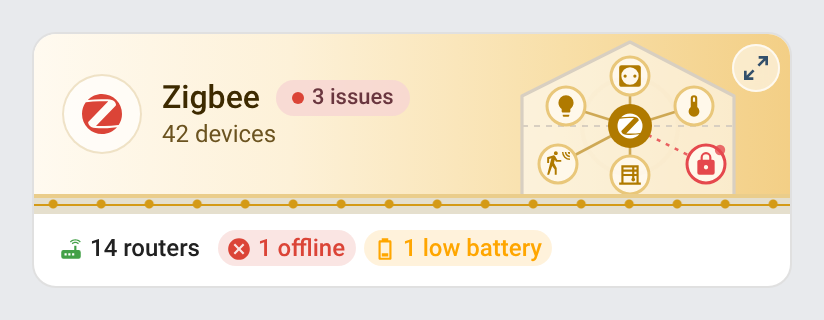 Zigbee
3 issues
42 devices
14 routers
1 offline
1 low battery